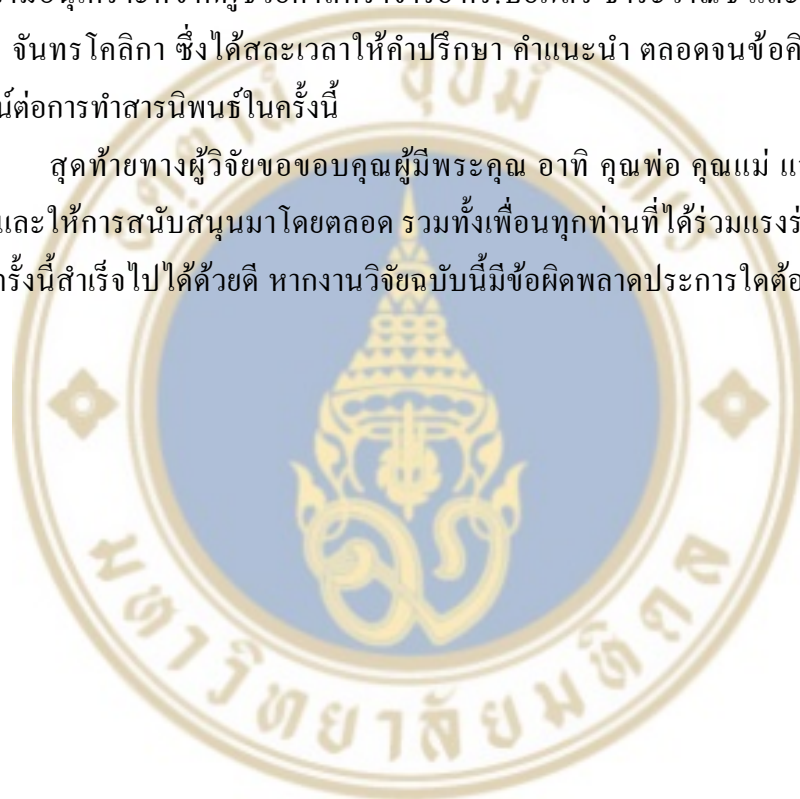 จันทรโคลิกา ซึ่งได้สละเวลาให้คำปรึกษา คำแนะนำ ตลอดจนข้อคิ
น์ต่อการทำสารนิพนธ์ในครั้งนี้
สุดท้ายทางผู้วิจัยขอขอบคุณผู้มีพระคุณ อาทิ คุณพ่อ คุณแม่ แ
และให้การสนับสนุนมาโดยตลอด รวมทั้งเพื่อนทุกท่านที่ได้ร่วมแรงร่
รั้งนี้สำเร็จไปได้ด้วยดี หากงานวิจัยฉบับนี้มีข้อผิดพลาดประการใดต้อ
มหาวิทยาลัยมหิดล